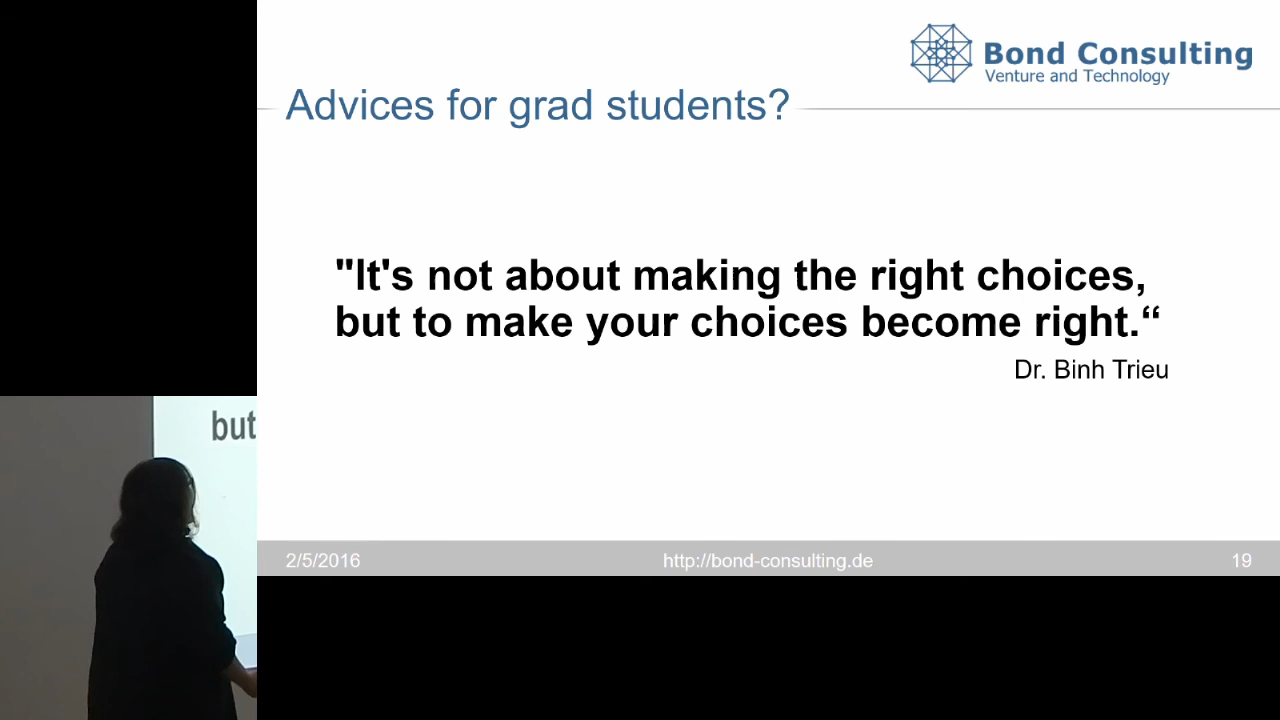 Bond Consulting
Venture and Technology
Advices for grad students?
"It's not about making the right choices,
but to make your choices become right.“
Dr. Binh Trieu
but
2/5/2016
http://bond-consulting.de
19